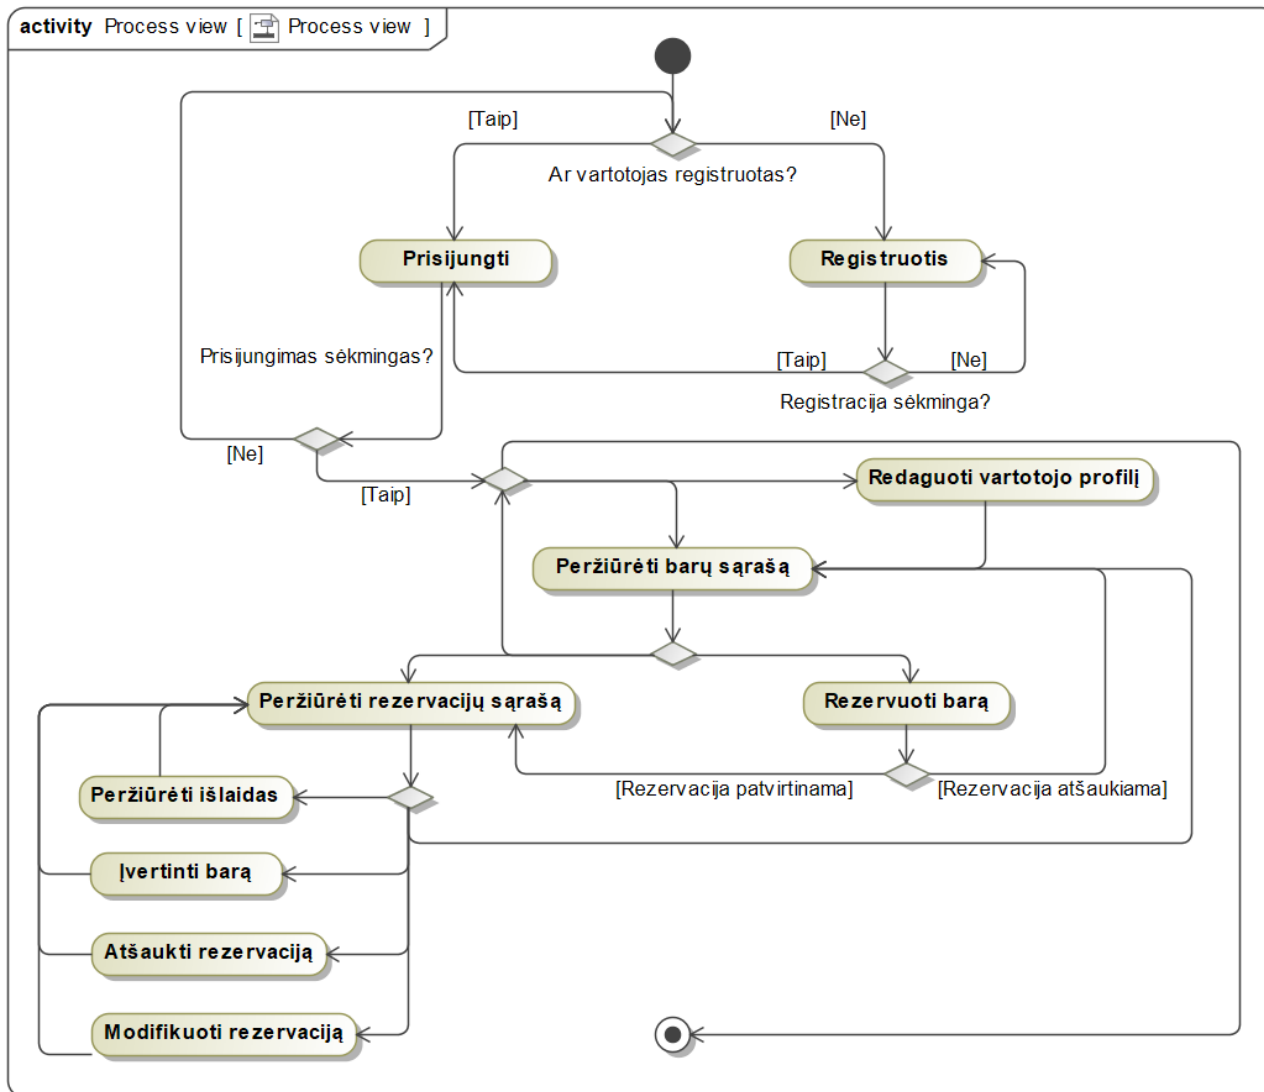 activity Process view [ Process view ]
[Taip]
[Ne]
Ar vartotojas registruotas?
Prisijungti
Registruotis
Prisijungimas sėkmingas?
[Taip]
[Ne]
Registracija sėkminga?
[Ne]
[Taip]
Redaguoti vartotojo profilį
Peržiūrėti barų sąrašą
Peržiūrėti rezervacijų sąrašą
Rezervuoti barą
Peržiūrėti išlaidas
[Rezervacija patvirtinama]
[Rezervacija atšaukiama]
Įvertinti barą
Atšaukti rezervaciją
Modifikuoti rezervaciją